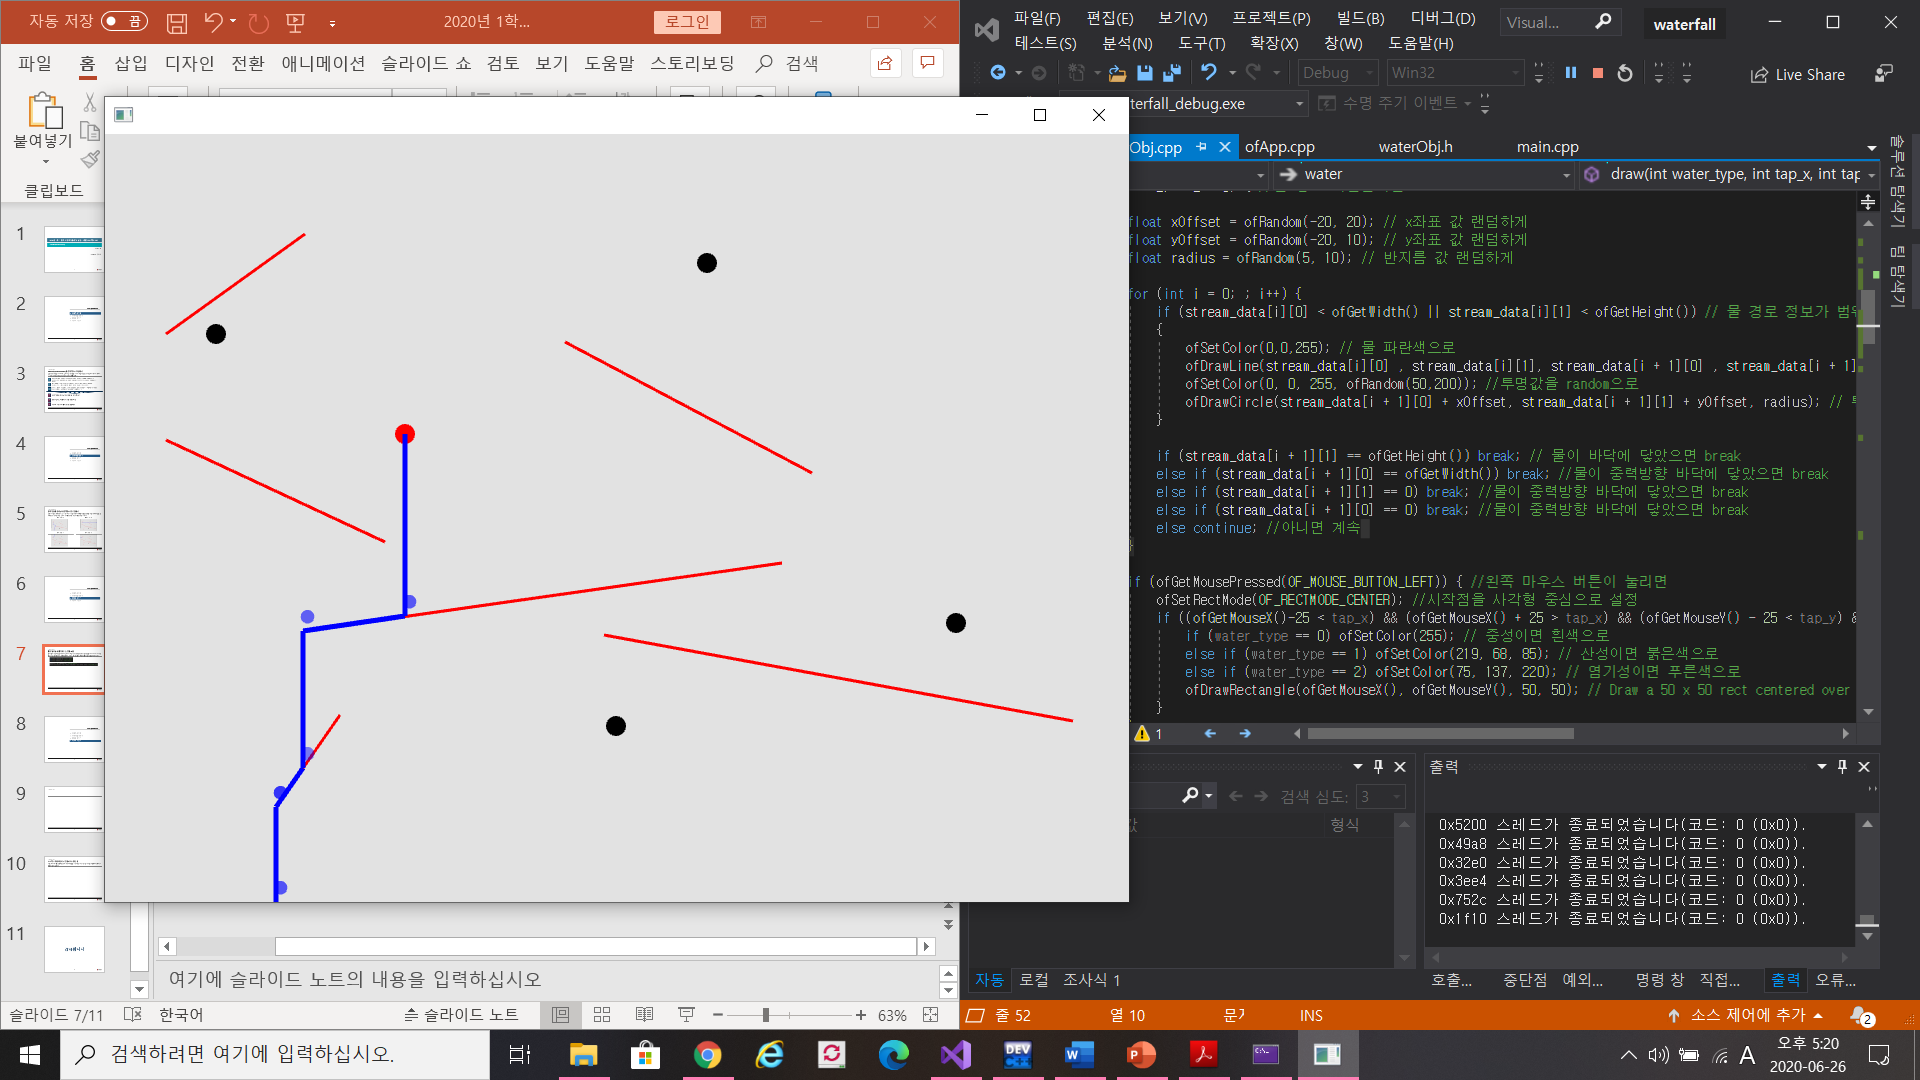 자동 저장 끔 2020년 1학... 로그인
파일 홈 삽입 디자인 전환 애니메이션 슬라이드 쇼 검토 보기 도움말 스토리보딩 검색
붙여넣기
클립보드
1
2
3
4
5
6
7
8
9
10
11
여기에 슬라이드 노트의 내용을 입력하십시오
슬라이드 7/11 한국어 슬라이드 노트 63%
파일(F) 편집(E) 보기(V) 프로젝트(P) 빌드(B) 디버그(D) Visual... waterfall
테스트(S) 분석(N) 도구(T) 확장(X) 창(W) 도움말(H)
Debug Win32 Live Share
terfall_debug.exe 수명 주기 이벤트
Obj.cpp ofApp.cpp waterObj.h main.cpp
water draw(int water_type, int tap_x, int tap
float xOffset = ofRandom(-20, 20); // x좌표 값 랜덤하게
float yOffset = ofRandom(-20, 10); // y좌표 값 랜덤하게
float radius = ofRandom(5, 10); // 반지름 값 랜덤하게
for (int i = 0; ; i++) {
if (stream_data[i][0] < ofGetWidth() || stream_data[i][1] < ofGetHeight()) // 물 경로 정보가 범위
{
ofSetColor(0,0,255); // 물 파란색으로
ofDrawLine(stream_data[i][0] , stream_data[i][1], stream_data[i + 1][0] , stream_data[i + 1]
ofSetColor(0, 0, 255, ofRandom(50,200)); //투명값을 random으로
ofDrawCircle(stream_data[i + 1][0] + xOffset, stream_data[i + 1][1] + yOffset, radius); //
}
if (stream_data[i + 1][1] == ofGetHeight()) break; // 물이 바닥에 닿았으면 break
else if (stream_data[i + 1][0] == ofGetWidth()) break; //물이 중력방향 바닥에 닿았으면 break
else if (stream_data[i + 1][1] == 0) break; //물이 중력방향 바닥에 닿았으면 break
else if (stream_data[i + 1][0] == 0) break; //물이 중력방향 바닥에 닿았으면 break
else continue; //아니면 계속
}
if (ofGetMousePressed(OF_MOUSE_BUTTON_LEFT)) { //왼쪽 마우스 버튼이 눌리면
ofSetRectMode(OF_RECTMODE_CENTER); //시작점을 사각형 중심으로 설정
if ((ofGetMouseX()-25 < tap_x) && (ofGetMouseX() + 25 > tap_x) && (ofGetMouseY() - 25 < tap_y) &
if (water_type == 0) ofSetColor(255); // 중성이면 흰색으로
else if (water_type == 1) ofSetColor(219, 68, 85); // 산성이면 붉은색으로
else if (water_type == 2) ofSetColor(75, 137, 220); // 염기성이면 푸른색으로
ofDrawRectangle(ofGetMouseX(), ofGetMouseY(), 50, 50); // Draw a 50 x 50 rect centered over
}
솔루션 탐색기
팀 탐색기
1
검색 심도: 3
값 형식
자동 로컬 조사식 1
출력
0x5200 스레드가 종료되었습니다(코드: 0 (0x0)).
0x49a8 스레드가 종료되었습니다(코드: 0 (0x0)).
0x32e0 스레드가 종료되었습니다(코드: 0 (0x0)).
0x3ee4 스레드가 종료되었습니다(코드: 0 (0x0)).
0x752c 스레드가 종료되었습니다(코드: 0 (0x0)).
0x1f10 스레드가 종료되었습니다(코드: 0 (0x0)).
호출... 중단점 예외... 명령 창 직접... 출력 오류...
줄 52 열 10 INS 소스 제어에 추가 2
검색하려면 여기에 입력하십시오.
DEV C++
A 오후 5:20
2020-06-26